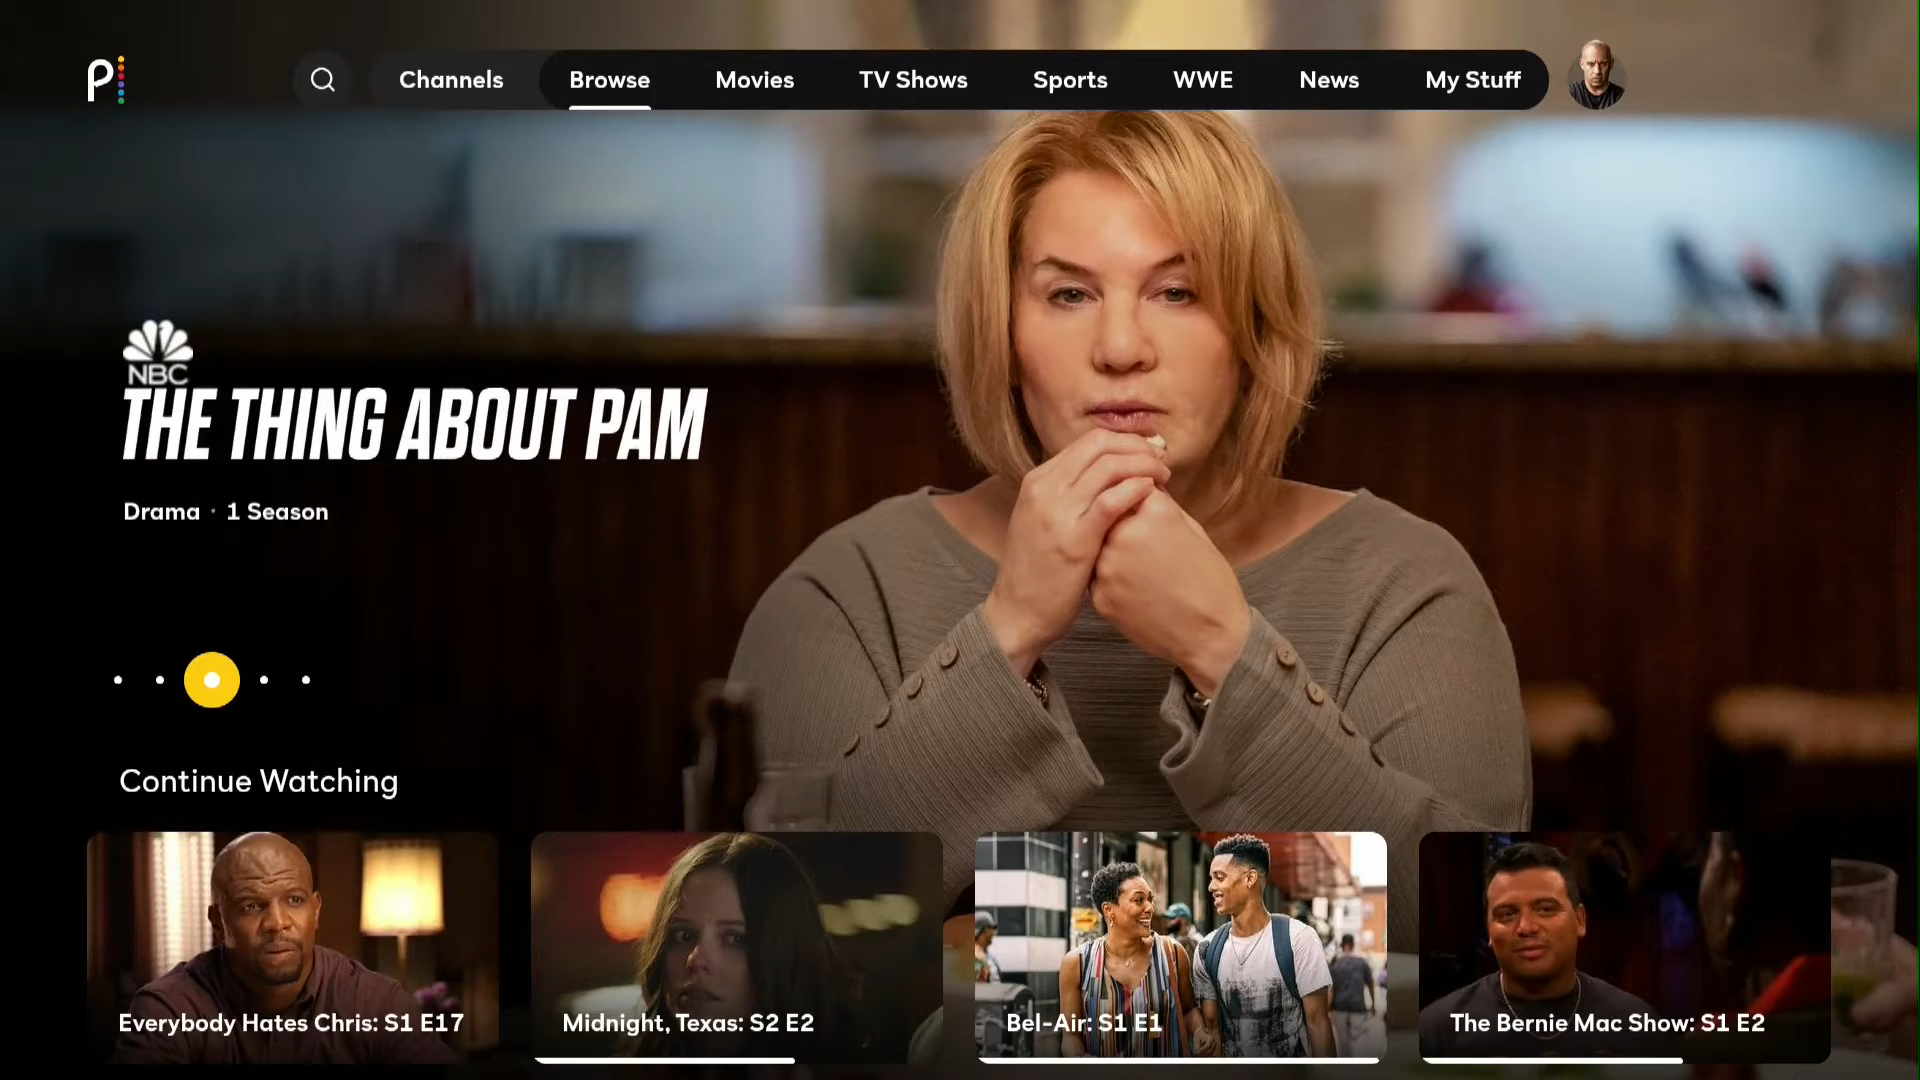 Channels Browse Movies TV Shows Sports WWE News My Stuff
NBC
THE THING ABOUT PAM
Drama · 1 Season
Continue Watching
Everybody Hates Chris: S1 E17
Midnight, Texas: S2 E2
Bel-Air: S1 E1
The Bernie Mac Show: S1 E2